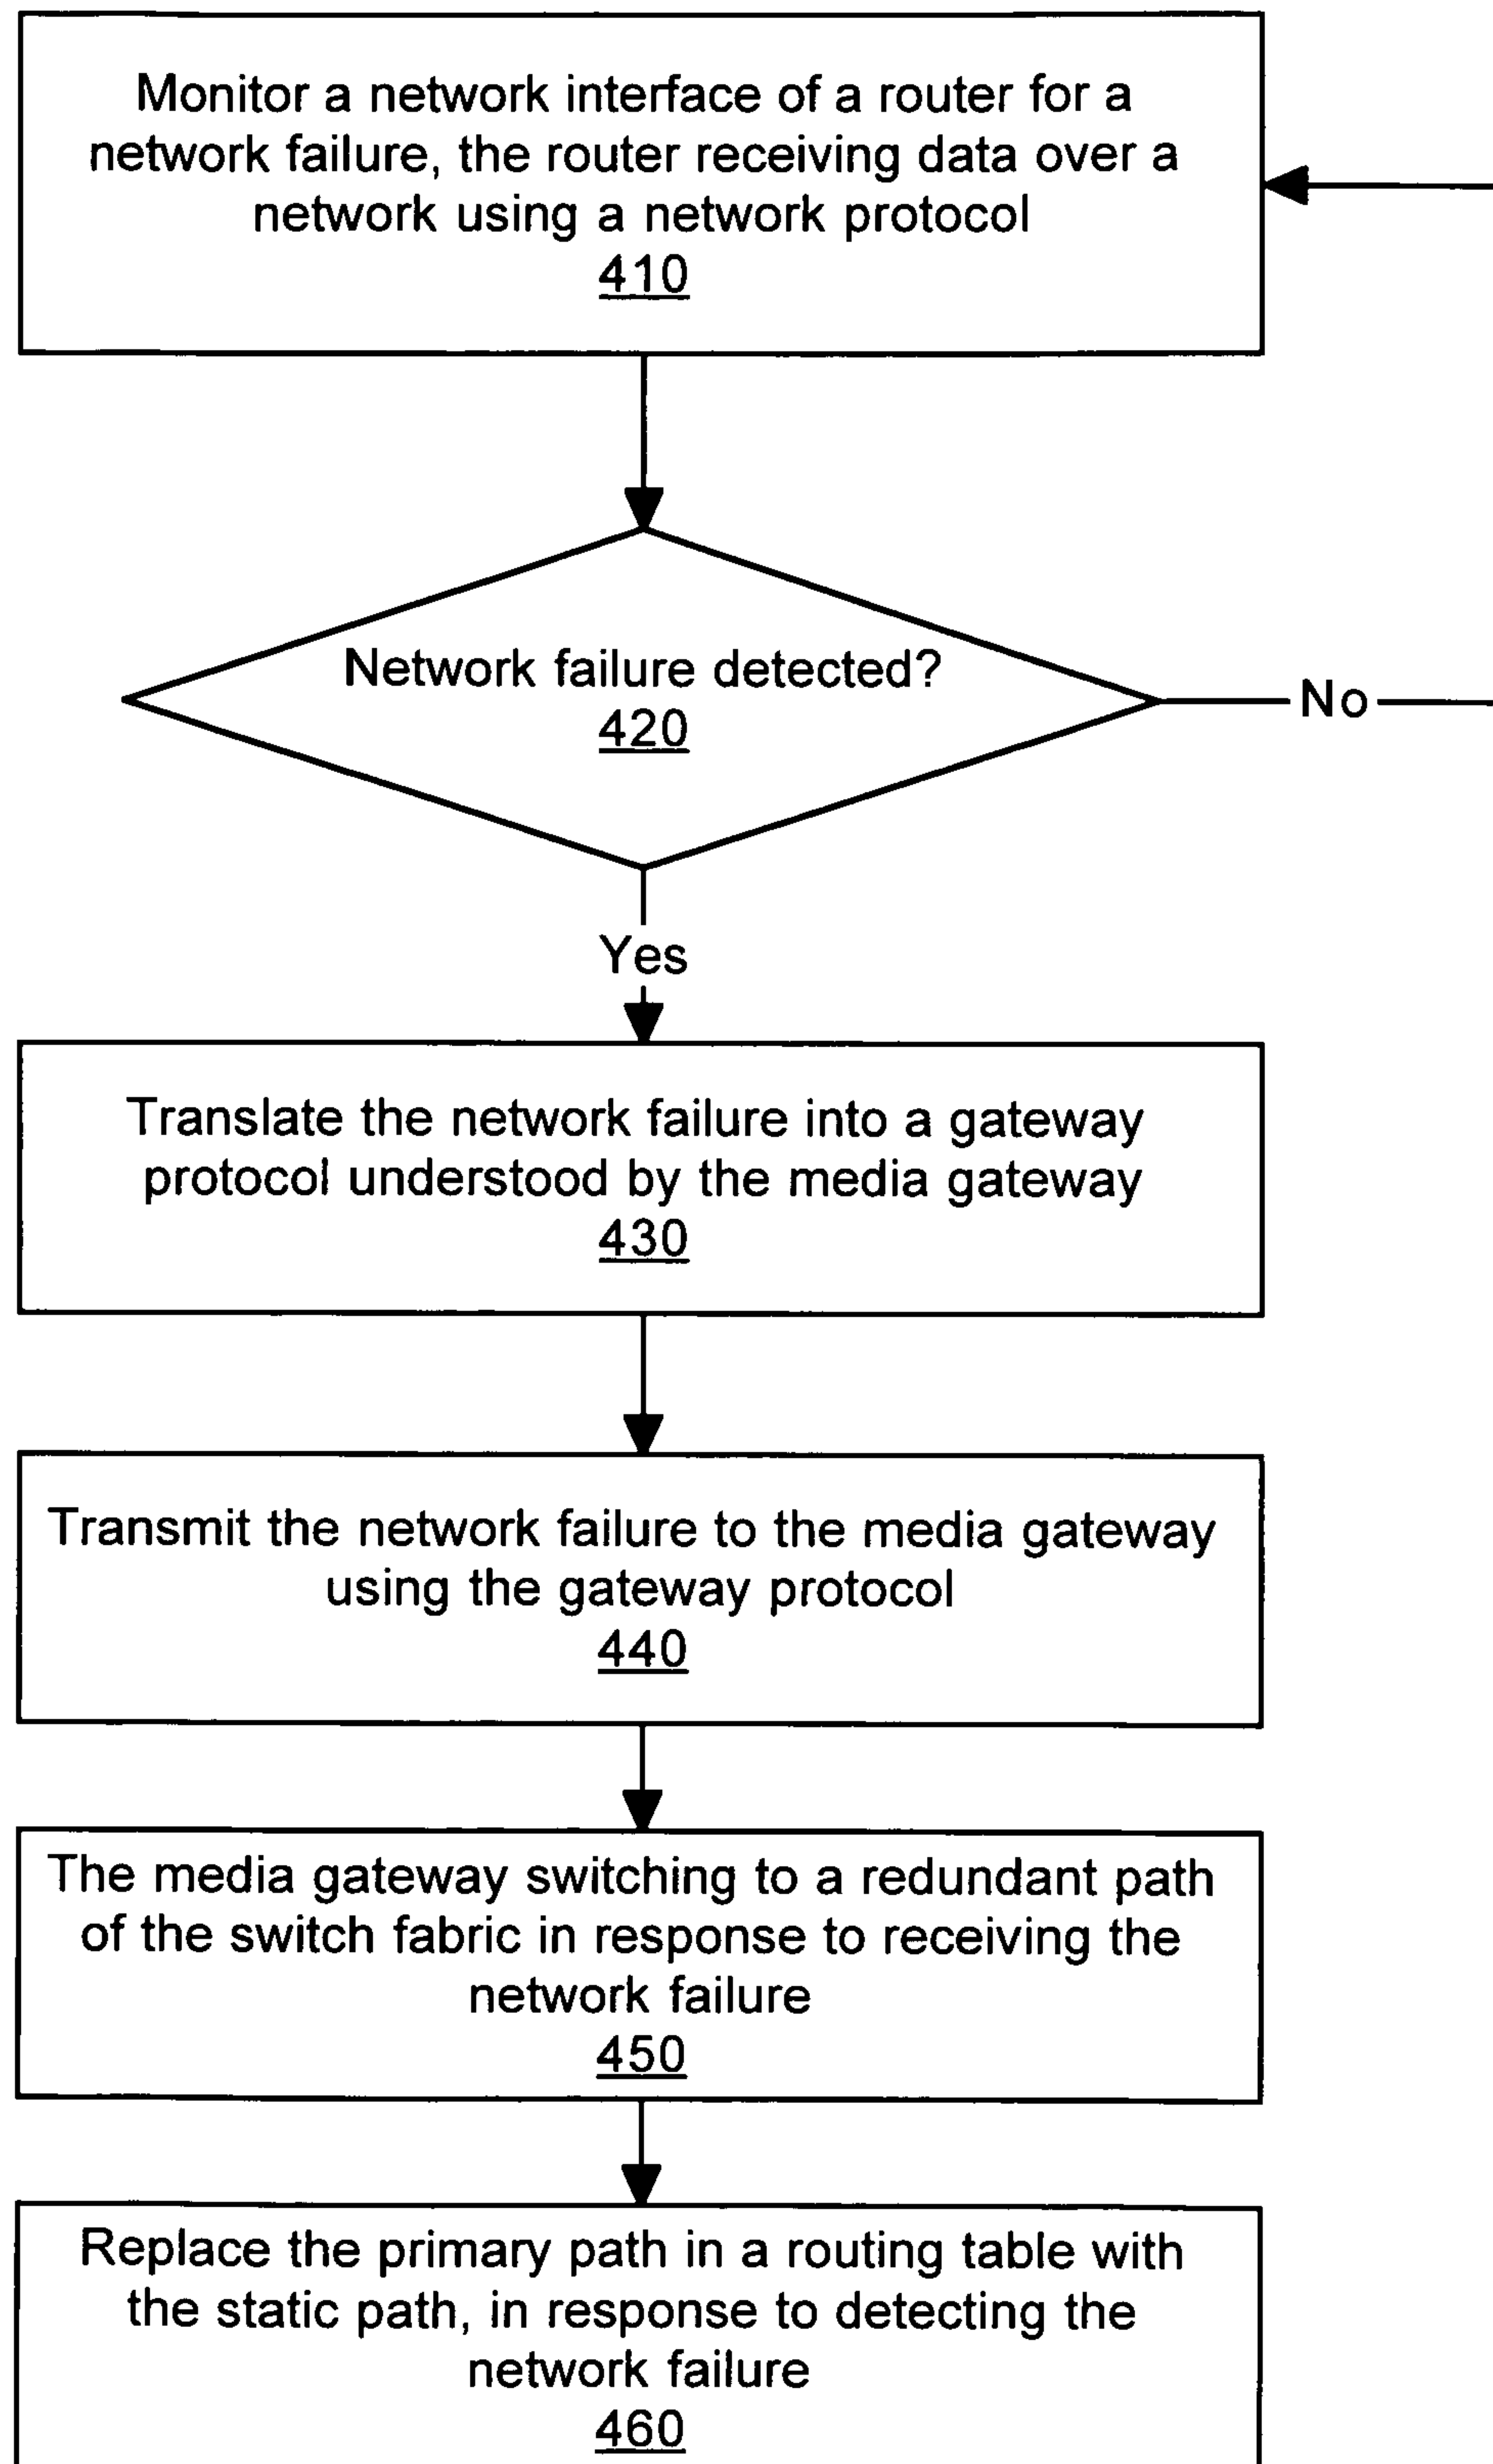 Monitor a network interface of a router for a
network failure, the router receiving data over a
network using a network protocol
410
Network failure detected?
420
No
Yes
Translate the network failure into a gateway
protocol understood by the media gateway
430
Transmit the network failure to the media gateway
using the gateway protocol
440
The media gateway switching to a redundant path
of the switch fabric in response to receiving the
network failure
450
Replace the primary path in a routing table with
the static path, in response to detecting the
network failure
460